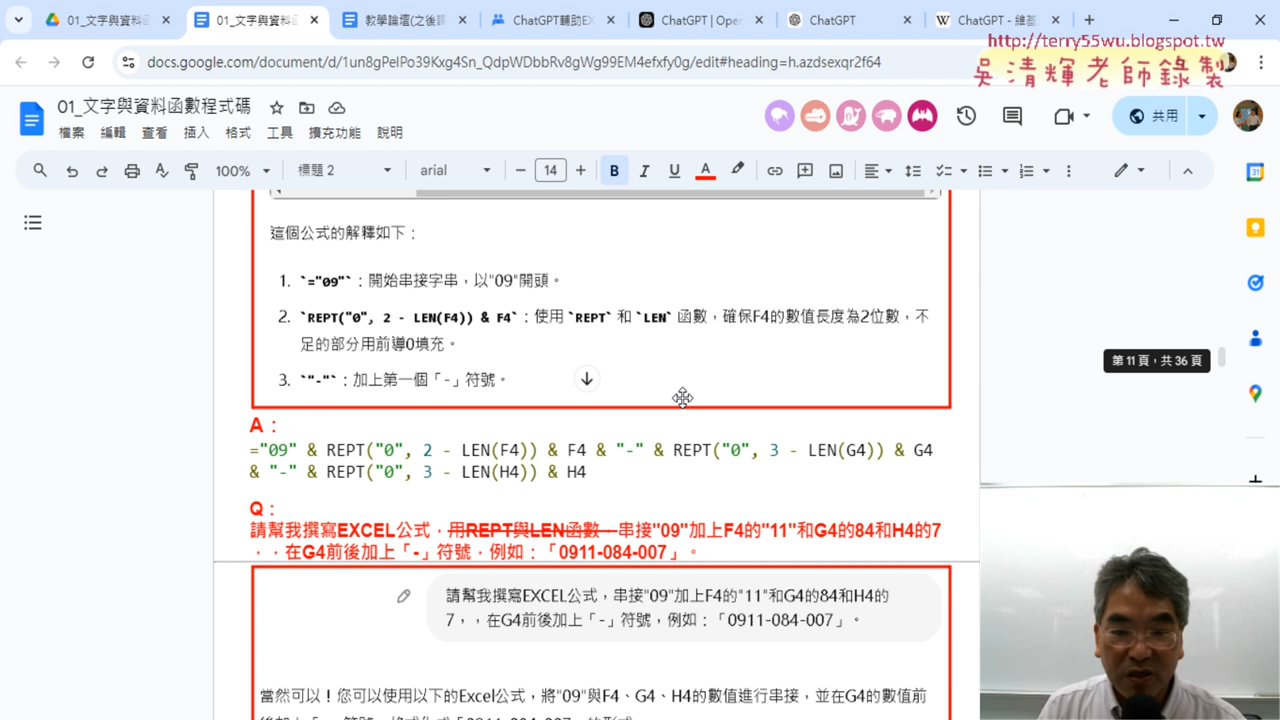 01_文字與資料
01_文字與資料
教學論壇(之後
ChatGPT輔助E
ChatGPT | Ope
ChatGPT
ChatGPT - 維基
http://terry55wu.blogspot.tw
docs.google.com/document/d/1un8gPelPo39Kxg4Sn_QdpWDbbRv8gWg99EM4efxfy0g/edit#heading=h.azdsexqr2f64
吳清輝老師錄製
01_文字與資料函數程式碼
檔案 編輯 查看 插入 格式 工具 擴充功能 說明
共用
100% 標題 2 arial 14 B I U A
這個公式的解釋如下：
1. `="09"`：開始串接字串，以"09"開頭。
2. `REPT("0", 2 - LEN(F4)) & F4`：使用 `REPT` 和 `LEN` 函數，確保F4的數值長度為2位數，不
足的部分用前導0填充。
第 11 頁，共 36 頁
3. `"-"`：加上第一個「-」符號。
A：
="09" & REPT("0", 2 - LEN(F4)) & F4 & "-" & REPT("0", 3 - LEN(G4)) & G4
& "-" & REPT("0", 3 - LEN(H4)) & H4
Q：
請幫我撰寫EXCEL公式，用REPT與LEN函數，串接"09"加上F4的"11"和G4的84和H4的7
，，在G4前後加上「-」符號，例如：「0911-084-007」。
請幫我撰寫EXCEL公式，串接"09"加上F4的"11"和G4的84和H4的
7，，在G4前後加上「-」符號，例如：「0911-084-007」。
當然可以！您可以使用以下的Excel公式，將"09"與F4、G4、H4的數值進行串接，並在G4的數值前